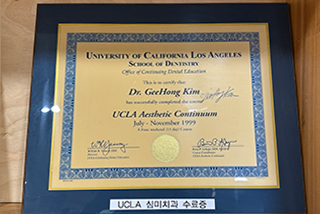 UNIVERSITY OF CALIFORNIA LOS ANGELES
SCHOOL OF DENTISTRY
Office of Continuing Dental Education
This is to certify that
Dr. GeeHong Kim
has successfully completed the course
UCLA Aesthetic Continuum
July - November 1999
UCLA 심미치과 수료증